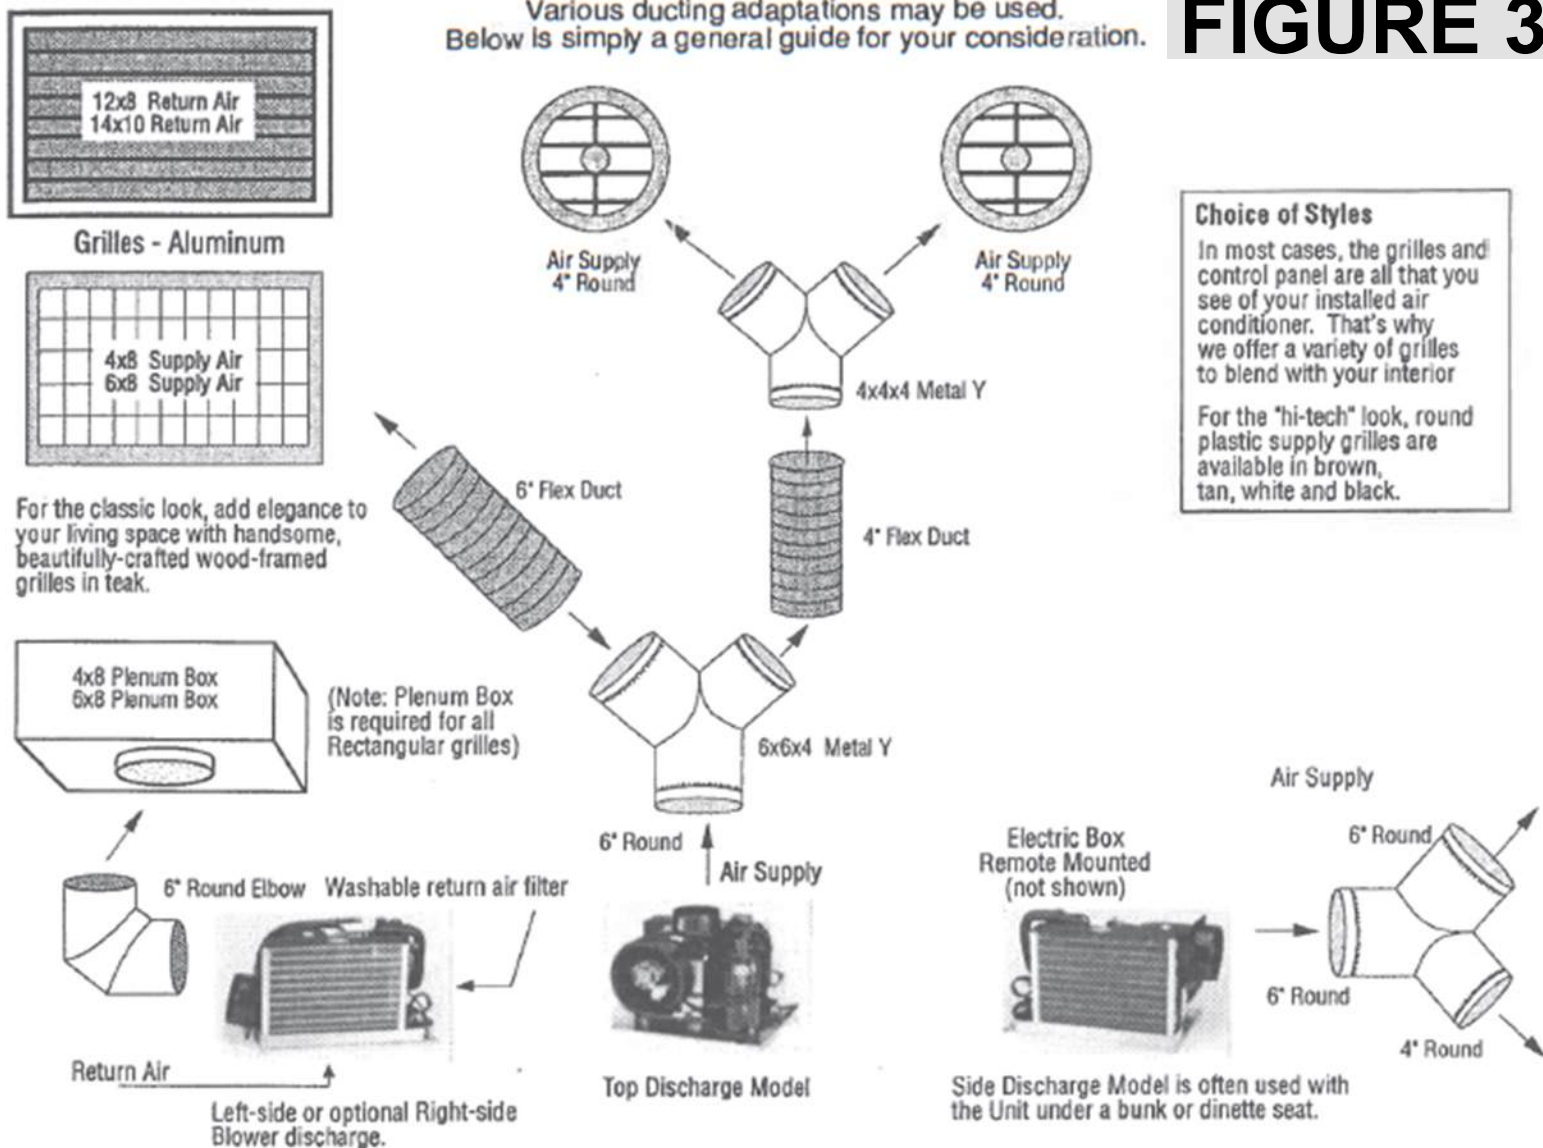 Various ducting adaptations may be used.
Below is simply a general guide for your consideration.
FIGURE 3
12x8 Return Air
14x10 Return Air
Grilles - Aluminum
4x8 Supply Air
6x8 Supply Air
For the classic look, add elegance to
your living space with handsome,
beautifully-crafted wood-framed
grilles in teak.
Air Supply
4" Round
Air Supply
4" Round
4x4x4 Metal Y
6" Flex Duct
4" Flex Duct
Choice of Styles
In most cases, the grilles and
control panel are all that you
see of your installed air
conditioner. That's why
we offer a variety of grilles
to blend with your interior
For the "hi-tech" look, round
plastic supply grilles are
available in brown,
tan, white and black.
4x8 Plenum Box
6x8 Plenum Box
(Note: Plenum Box
is required for all
Rectangular grilles)
6x6x4 Metal Y
6" Round
Air Supply
6" Round Elbow
Washable return air filter
Return Air
Left-side or optional Right-side
Blower discharge.
Top Discharge Model
Electric Box
Remote Mounted
(not shown)
Air Supply
6" Round
6" Round
4" Round
Side Discharge Model is often used with
the Unit under a bunk or dinette seat.